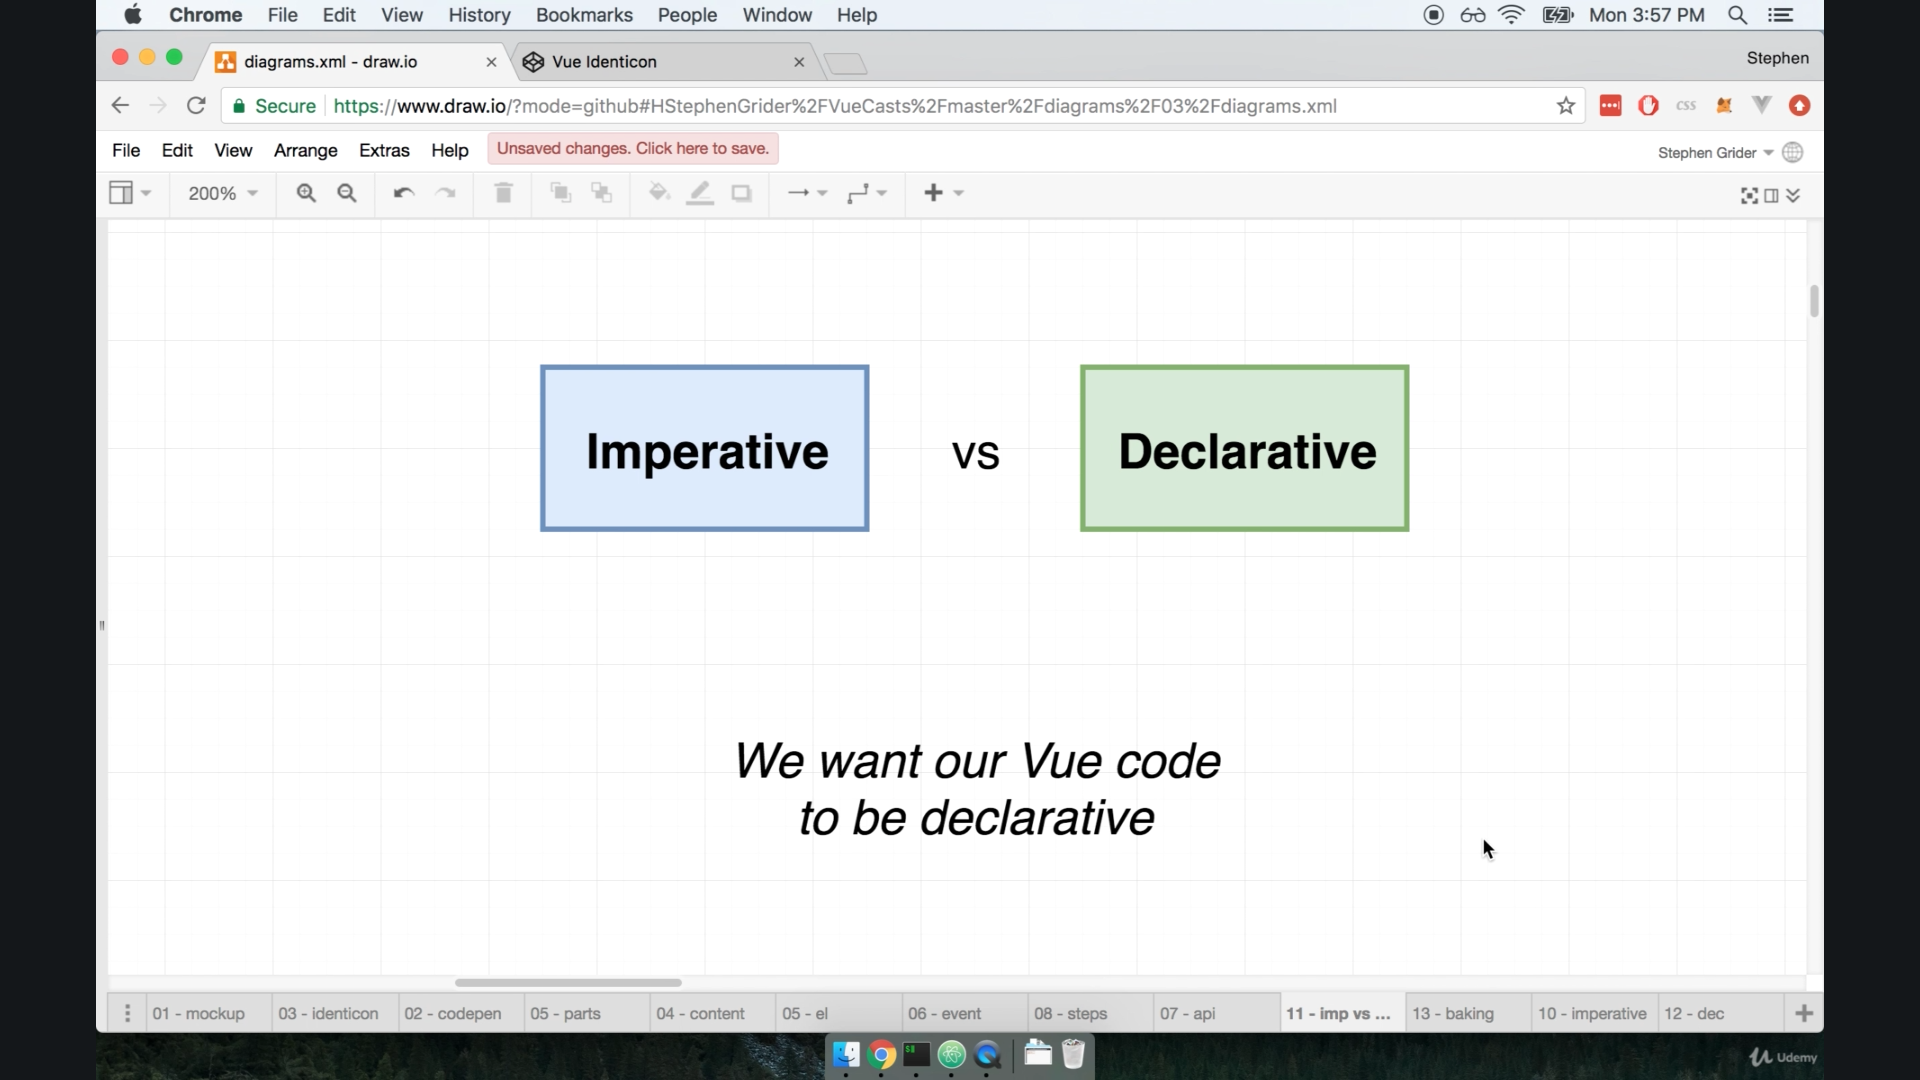 Chrome File Edit View History Bookmarks People Window Help Mon 3:57 PM
diagrams.xml - draw.io Vue Identicon Stephen
Secure https://www.draw.io/?mode=github#HStephenGrider%2FVueCasts%2Fmaster%2Fdiagrams%2F03%2Fdiagrams.xml css
File Edit View Arrange Extras Help Unsaved changes. Click here to save. Stephen Grider
200%
Imperative vs Declarative
We want our Vue code
to be declarative
01 - mockup 03 - identicon 02 - codepen 05 - parts 04 - content 05 - el 06 - event 08 - steps 07 - api 11 - imp vs ... 13 - baking 10 - imperative 12 - dec
Udemy